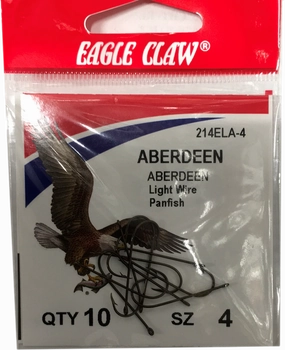 EAGLE CLAW®
214ELA-4
ABERDEEN
ABERDEEN
Light Wire
Panfish
QTY 10 SZ 4